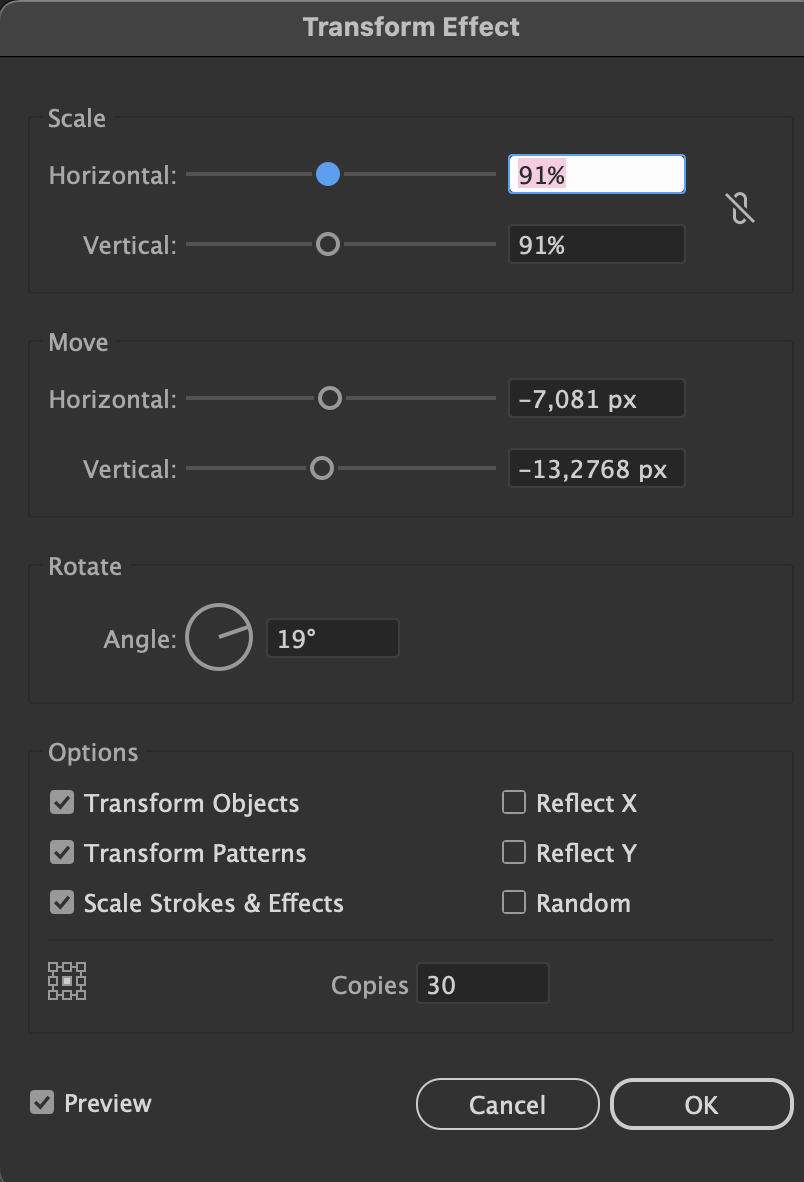 Transform Effect
Scale
Horizontal: 91%
Vertical: 91%
Move
Horizontal: −7,081 px
Vertical: −13,2768 px
Rotate
Angle: 19°
Options
Transform Objects Reflect X
Transform Patterns Reflect Y
Scale Strokes & Effects Random
Copies 30
Preview Cancel OK